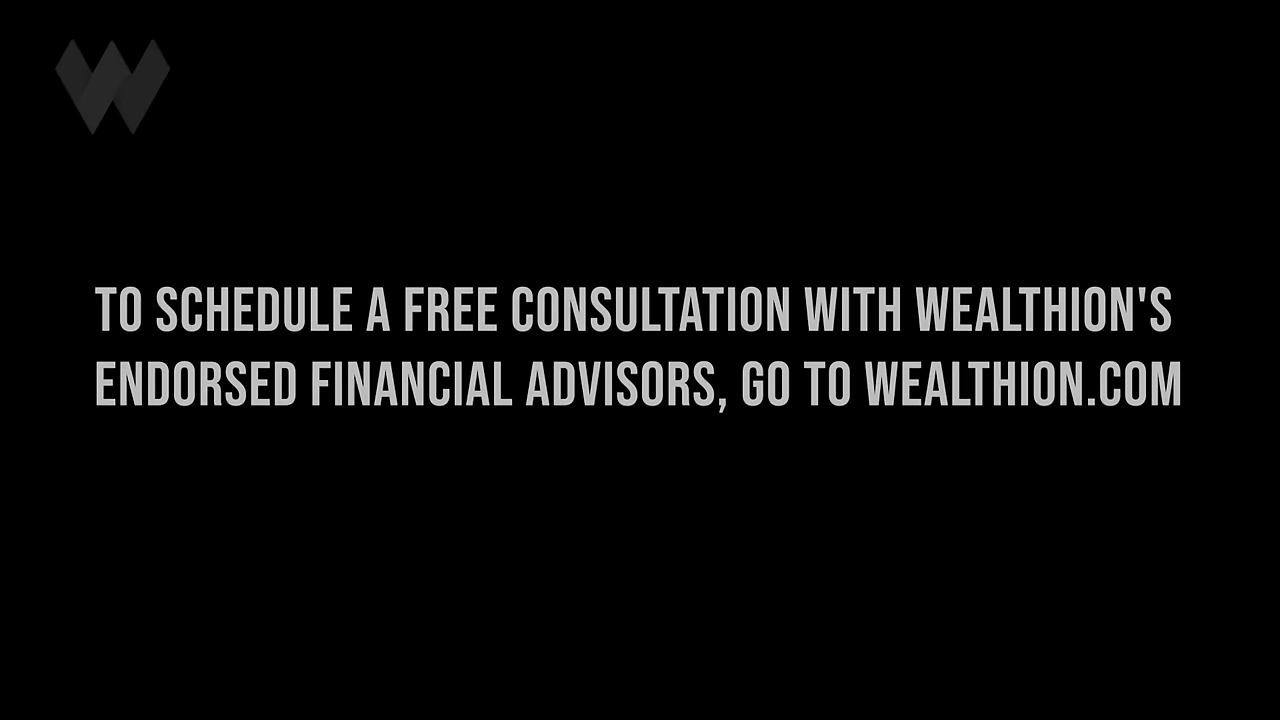 TO SCHEDULE A FREE CONSULTATION WITH WEALTHION'S
ENDORSED FINANCIAL ADVISORS, GO TO WEALTHION.COM